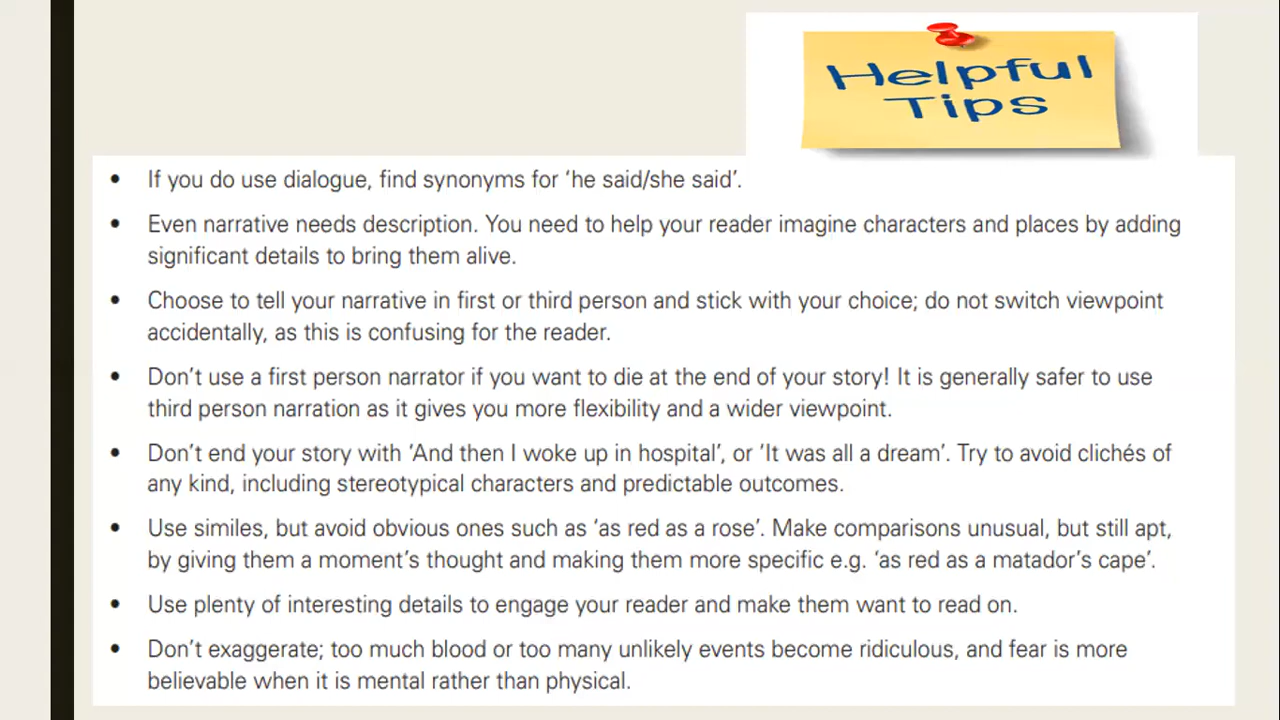 Helpful
Tips
• If you do use dialogue, find synonyms for ‘he said/she said’.
• Even narrative needs description. You need to help your reader imagine characters and places by adding
significant details to bring them alive.
• Choose to tell your narrative in first or third person and stick with your choice; do not switch viewpoint
accidentally, as this is confusing for the reader.
• Don’t use a first person narrator if you want to die at the end of your story! It is generally safer to use
third person narration as it gives you more flexibility and a wider viewpoint.
• Don’t end your story with ‘And then I woke up in hospital’, or ‘It was all a dream’. Try to avoid clichés of
any kind, including stereotypical characters and predictable outcomes.
• Use similes, but avoid obvious ones such as ‘as red as a rose’. Make comparisons unusual, but still apt,
by giving them a moment’s thought and making them more specific e.g. ‘as red as a matador’s cape’.
• Use plenty of interesting details to engage your reader and make them want to read on.
• Don’t exaggerate; too much blood or too many unlikely events become ridiculous, and fear is more
believable when it is mental rather than physical.